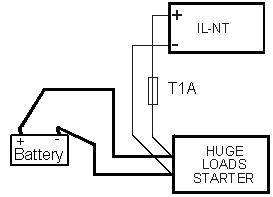 +
IL-NT
-
T1A
+ -
Battery
HUGE
LOADS
STARTER